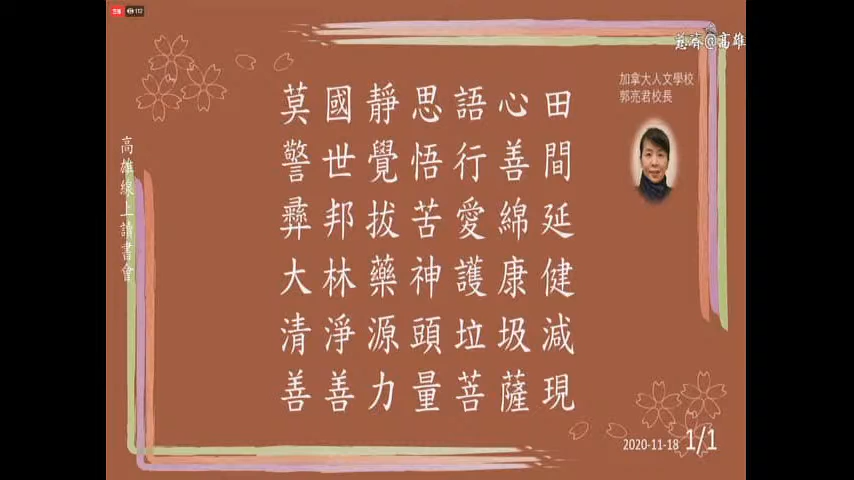 慈濟@高雄
加拿大人文學校
郭亮君校長
高雄線上讀書會
莫國靜思語心田
警世覺悟行善間
彝邦拔苦愛綿延
大林藥神護康健
清淨源頭垃圾減
善善力量菩薩現
2020-11-18 1/1